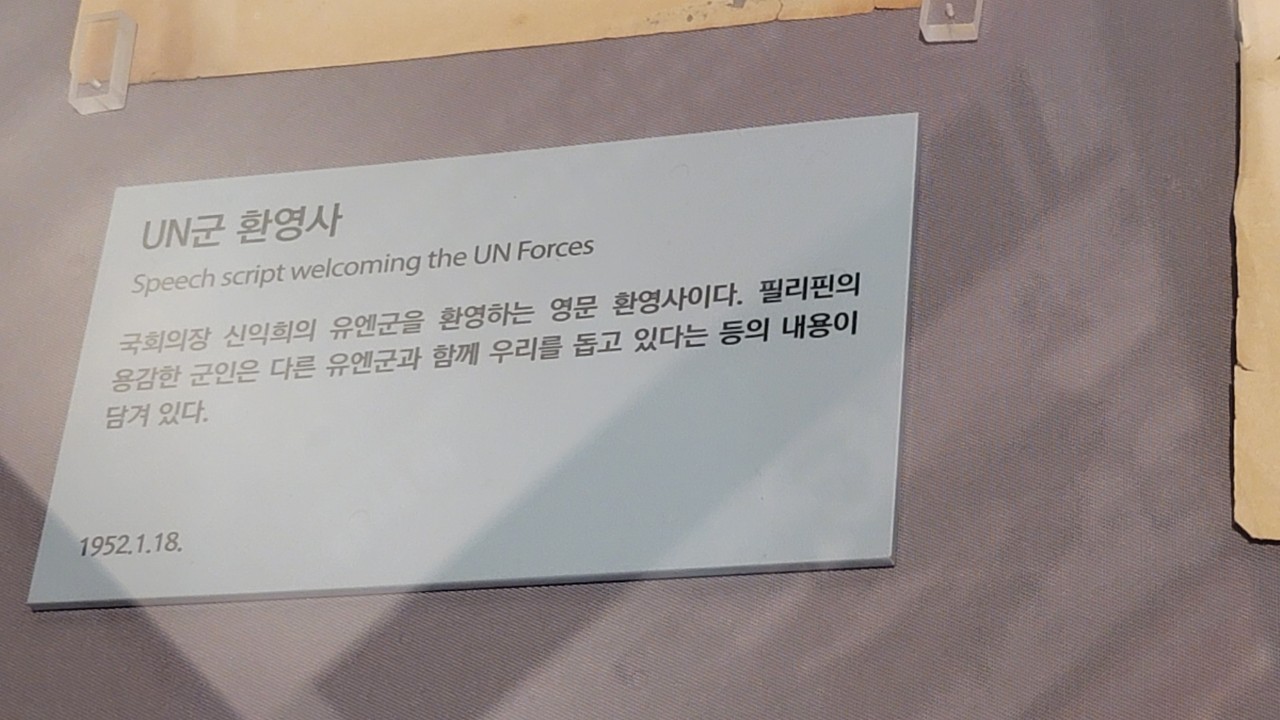 UN군 환영사
Speech script welcoming the UN Forces
국회의장 신익희의 유엔군을 환영하는 영문 환영사이다. 필리핀의
용감한 군인은 다른 유엔군과 함께 우리를 돕고 있다는 등의 내용이
담겨 있다.
1952.1.18.